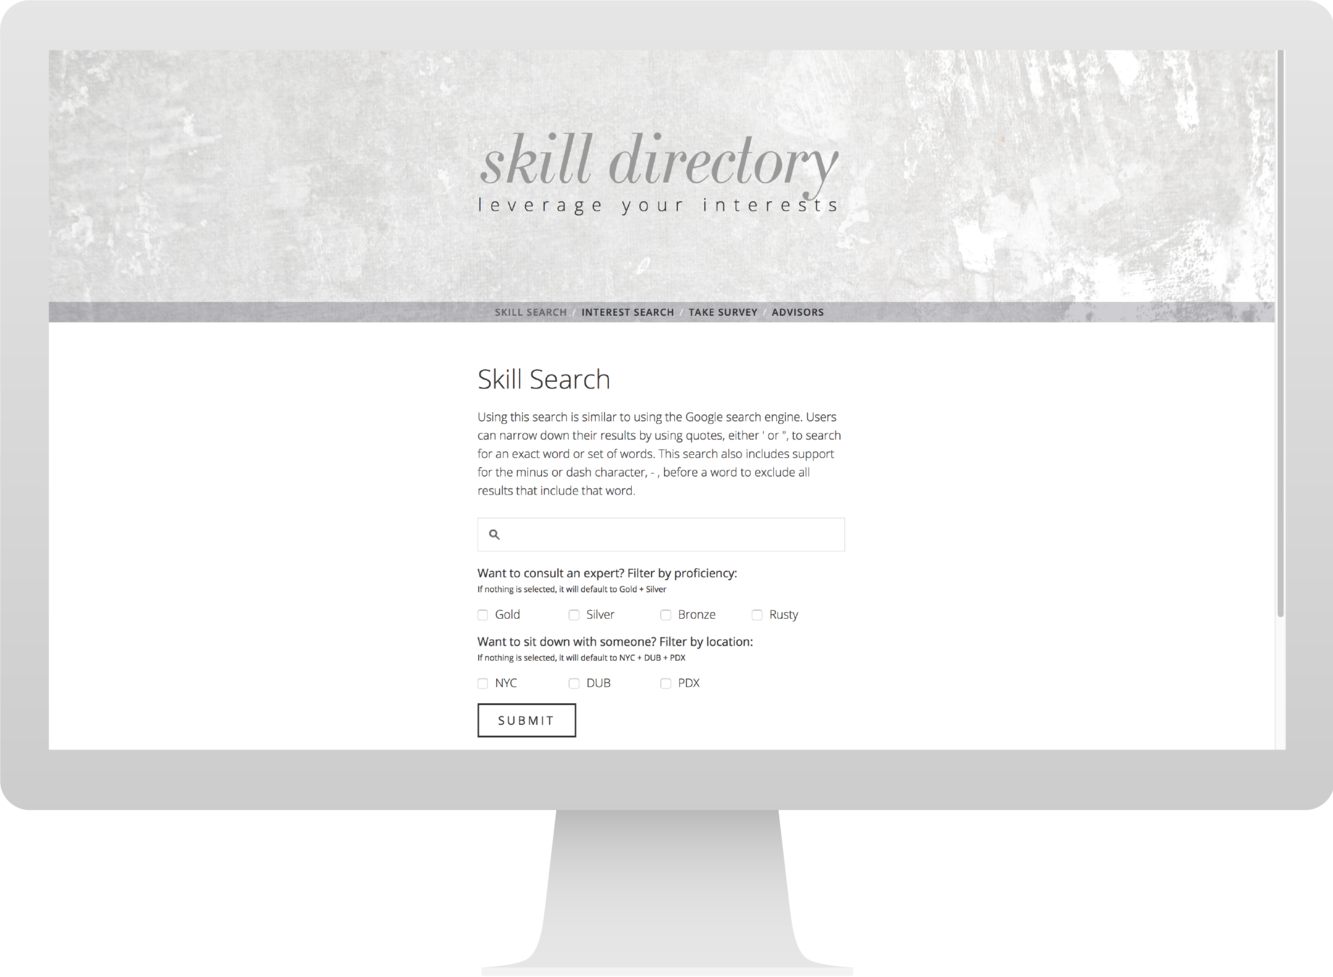 skill directory
leverage your interests
SKILL SEARCH / INTEREST SEARCH / TAKE SURVEY / ADVISORS
Skill Search
Using this search is similar to using the Google search engine. Users
can narrow down their results by using quotes, either ' or ", to search
for an exact word or set of words. This search also includes support
for the minus or dash character, - , before a word to exclude all
results that include that word.
Want to consult an expert? Filter by proficiency:
If nothing is selected, it will default to Gold + Silver
Gold Silver Bronze Rusty
Want to sit down with someone? Filter by location:
If nothing is selected, it will default to NYC + DUB + PDX
NYC DUB PDX
SUBMIT